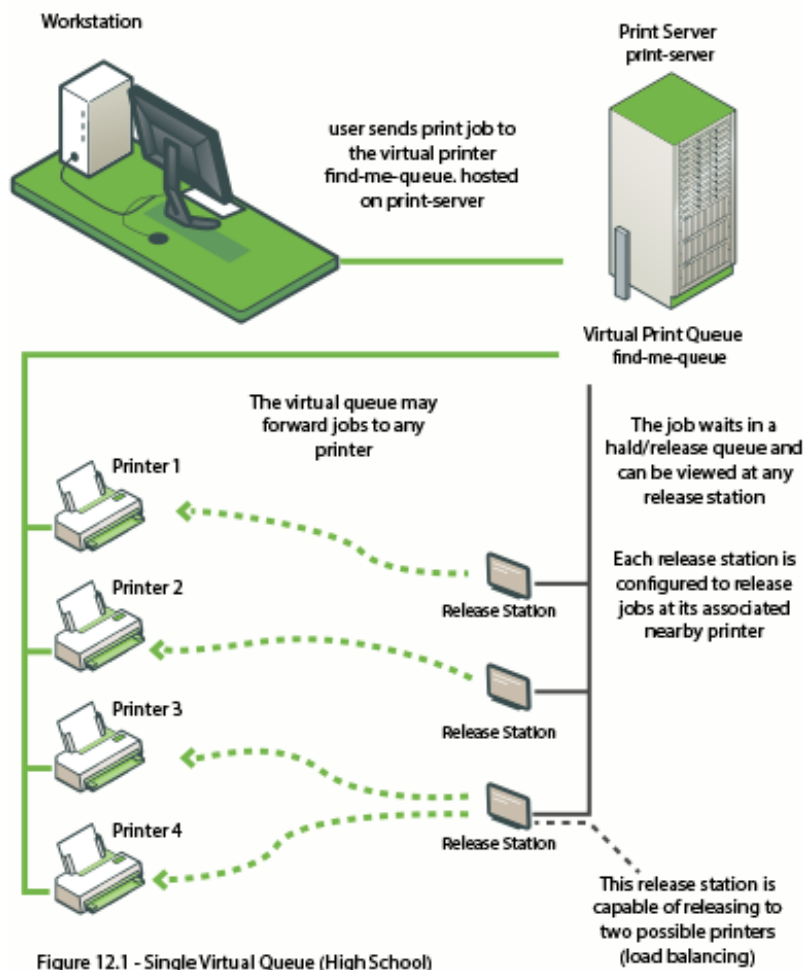 Workstation
Print Server
print-server
user sends print job to
the virtual printer
find-me-queue. hosted
on print-server
Virtual Print Queue
find-me-queue
The virtual queue may
forward jobs to any
printer
The job waits in a
hald/release queue and
can be viewed at any
release station
Each release station is
configured to release
jobs at its associated
nearby printer
Printer 1
Release Station
Printer 2
Release Station
Printer 3
Release Station
Printer 4
This release station is
capable of releasing to
two possible printers
(load balancing)
Figure 12.1 - Single Virtual Queue (High School)